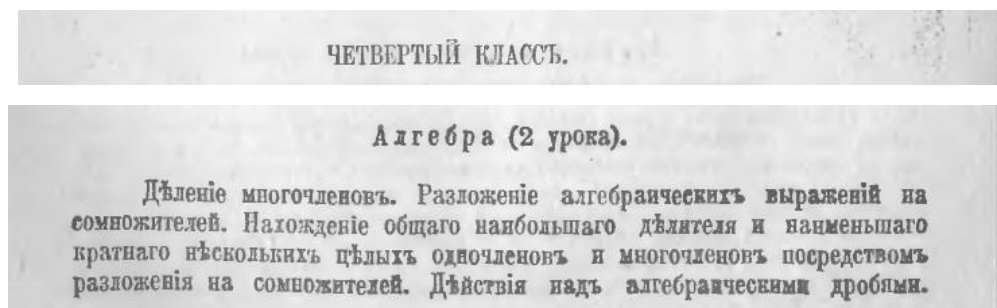 ЧЕТВЕРТЫЙ КЛАССЪ.
Алгебра (2 урока).
Дѣленіе многочленовъ. Разложеніе алгебраическихъ выраженій на
сомножителей. Нахожденіе общаго наибольшаго дѣлителя и наименьшаго
кратнаго нѣсколькихъ цѣлыхъ одночленовъ и многочленовъ посредствомъ
разложенія на сомножителей. Дѣйствія надъ алгебраическими дробями.